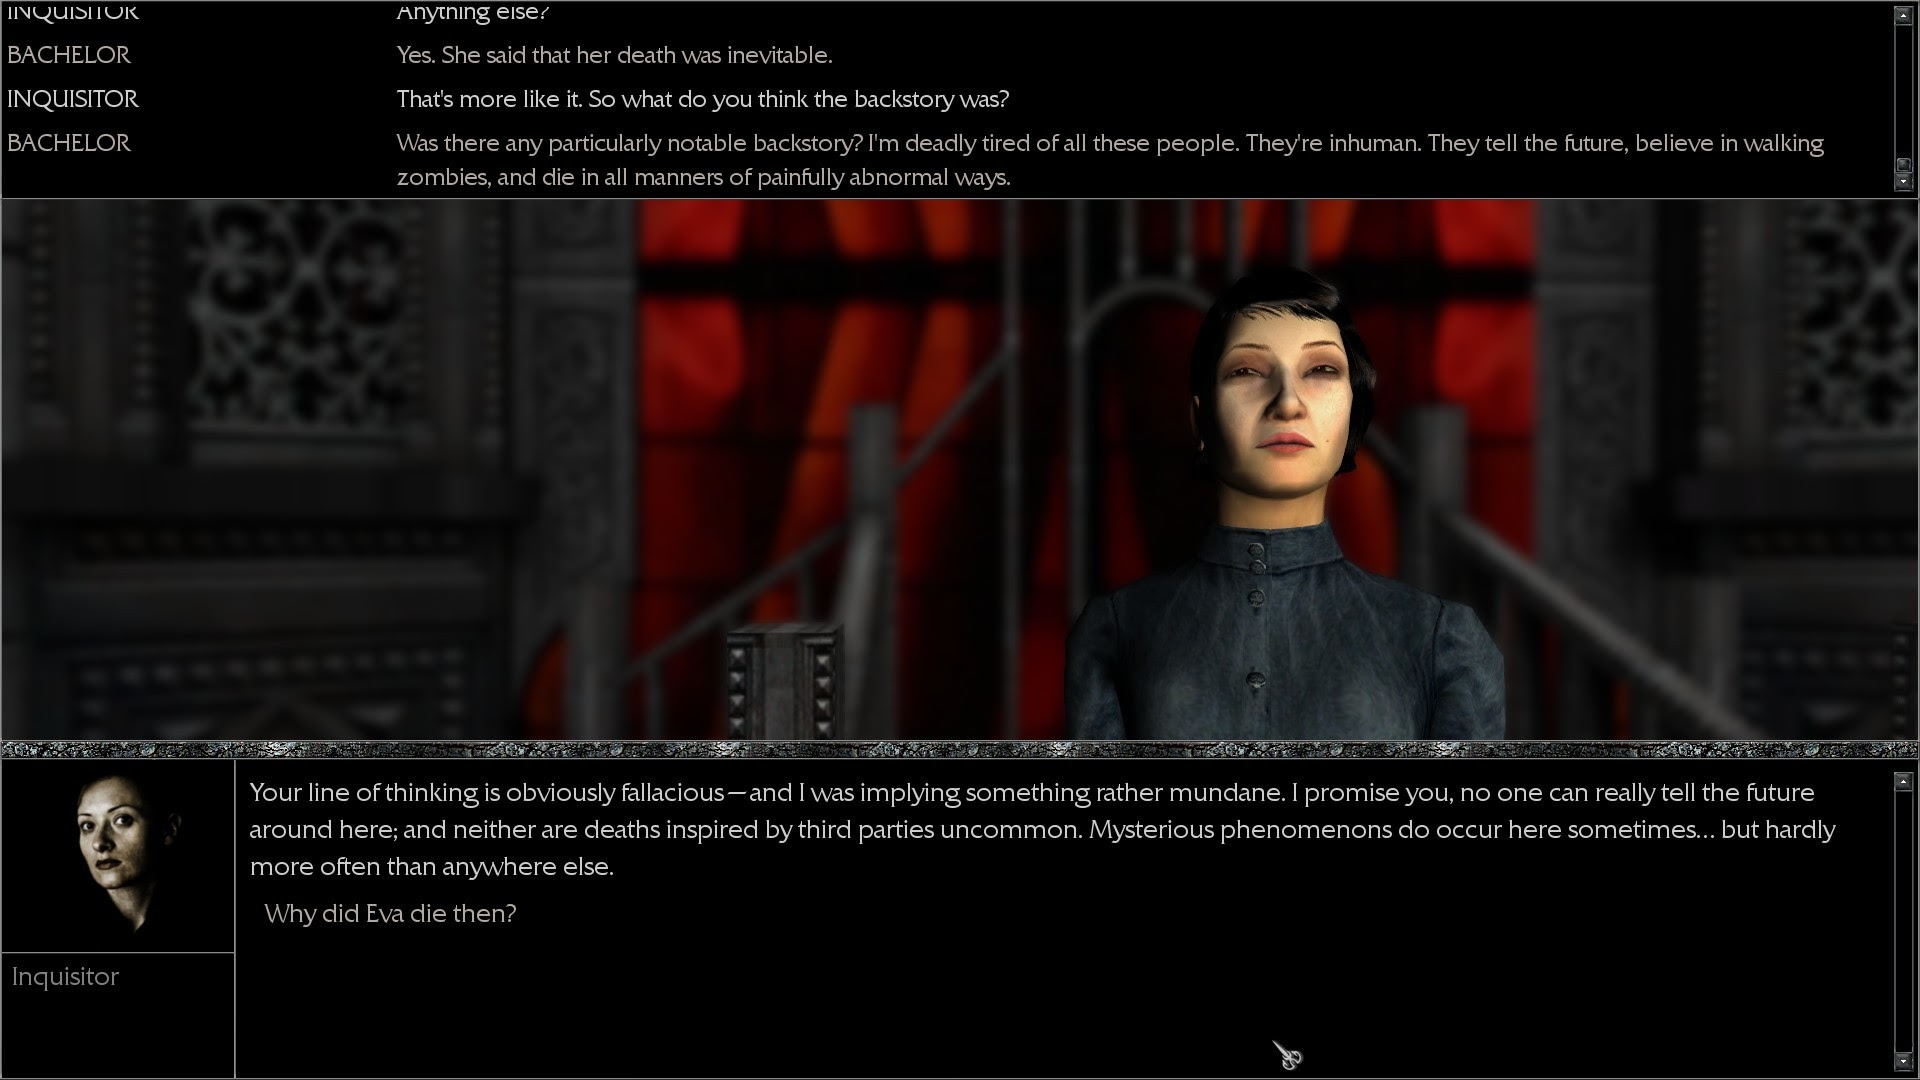 INQUISITOR Anything else?
BACHELOR Yes. She said that her death was inevitable.
INQUISITOR That's more like it. So what do you think the backstory was?
BACHELOR Was there any particularly notable backstory? I'm deadly tired of all these people. They're inhuman. They tell the future, believe in walking
zombies, and die in all manners of painfully abnormal ways.
Your line of thinking is obviously fallacious—and I was implying something rather mundane. I promise you, no one can really tell the future
around here; and neither are deaths inspired by third parties uncommon. Mysterious phenomenons do occur here sometimes... but hardly
more often than anywhere else.
Why did Eva die then?
Inquisitor